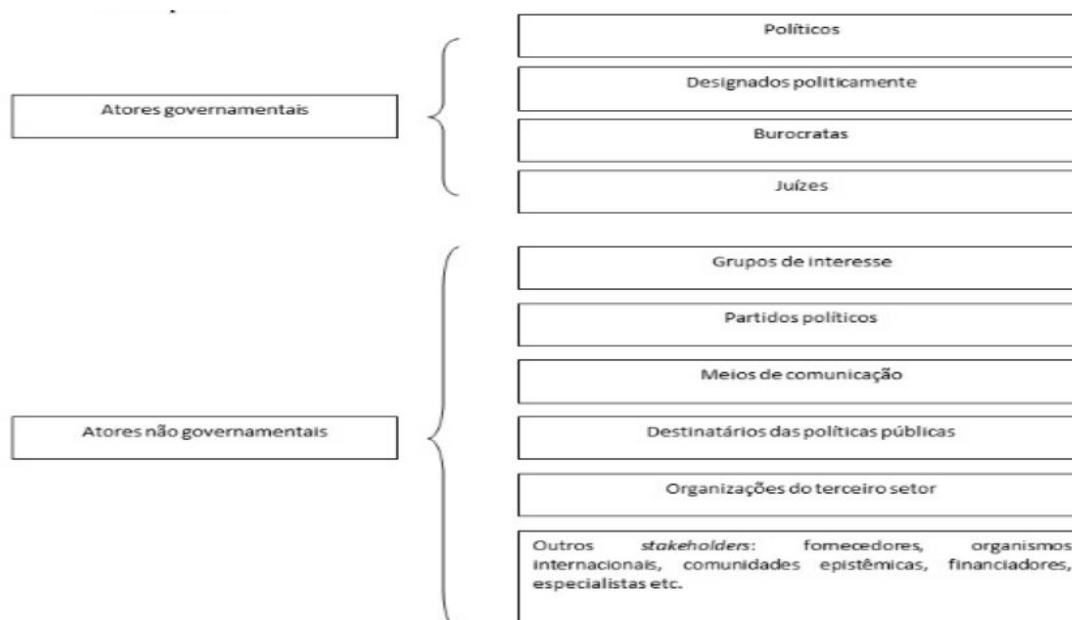 Políticos
Designados politicamente
Atores governamentais
Burocratas
Juízes
Grupos de interesse
Partidos políticos
Meios de comunicação
Atores não governamentais
Destinatários das políticas públicas
Organizações do terceiro setor
Outros stakeholders: fornecedores, organismos
internacionais, comunidades epistêmicas, financiadores,
especialistas etc.